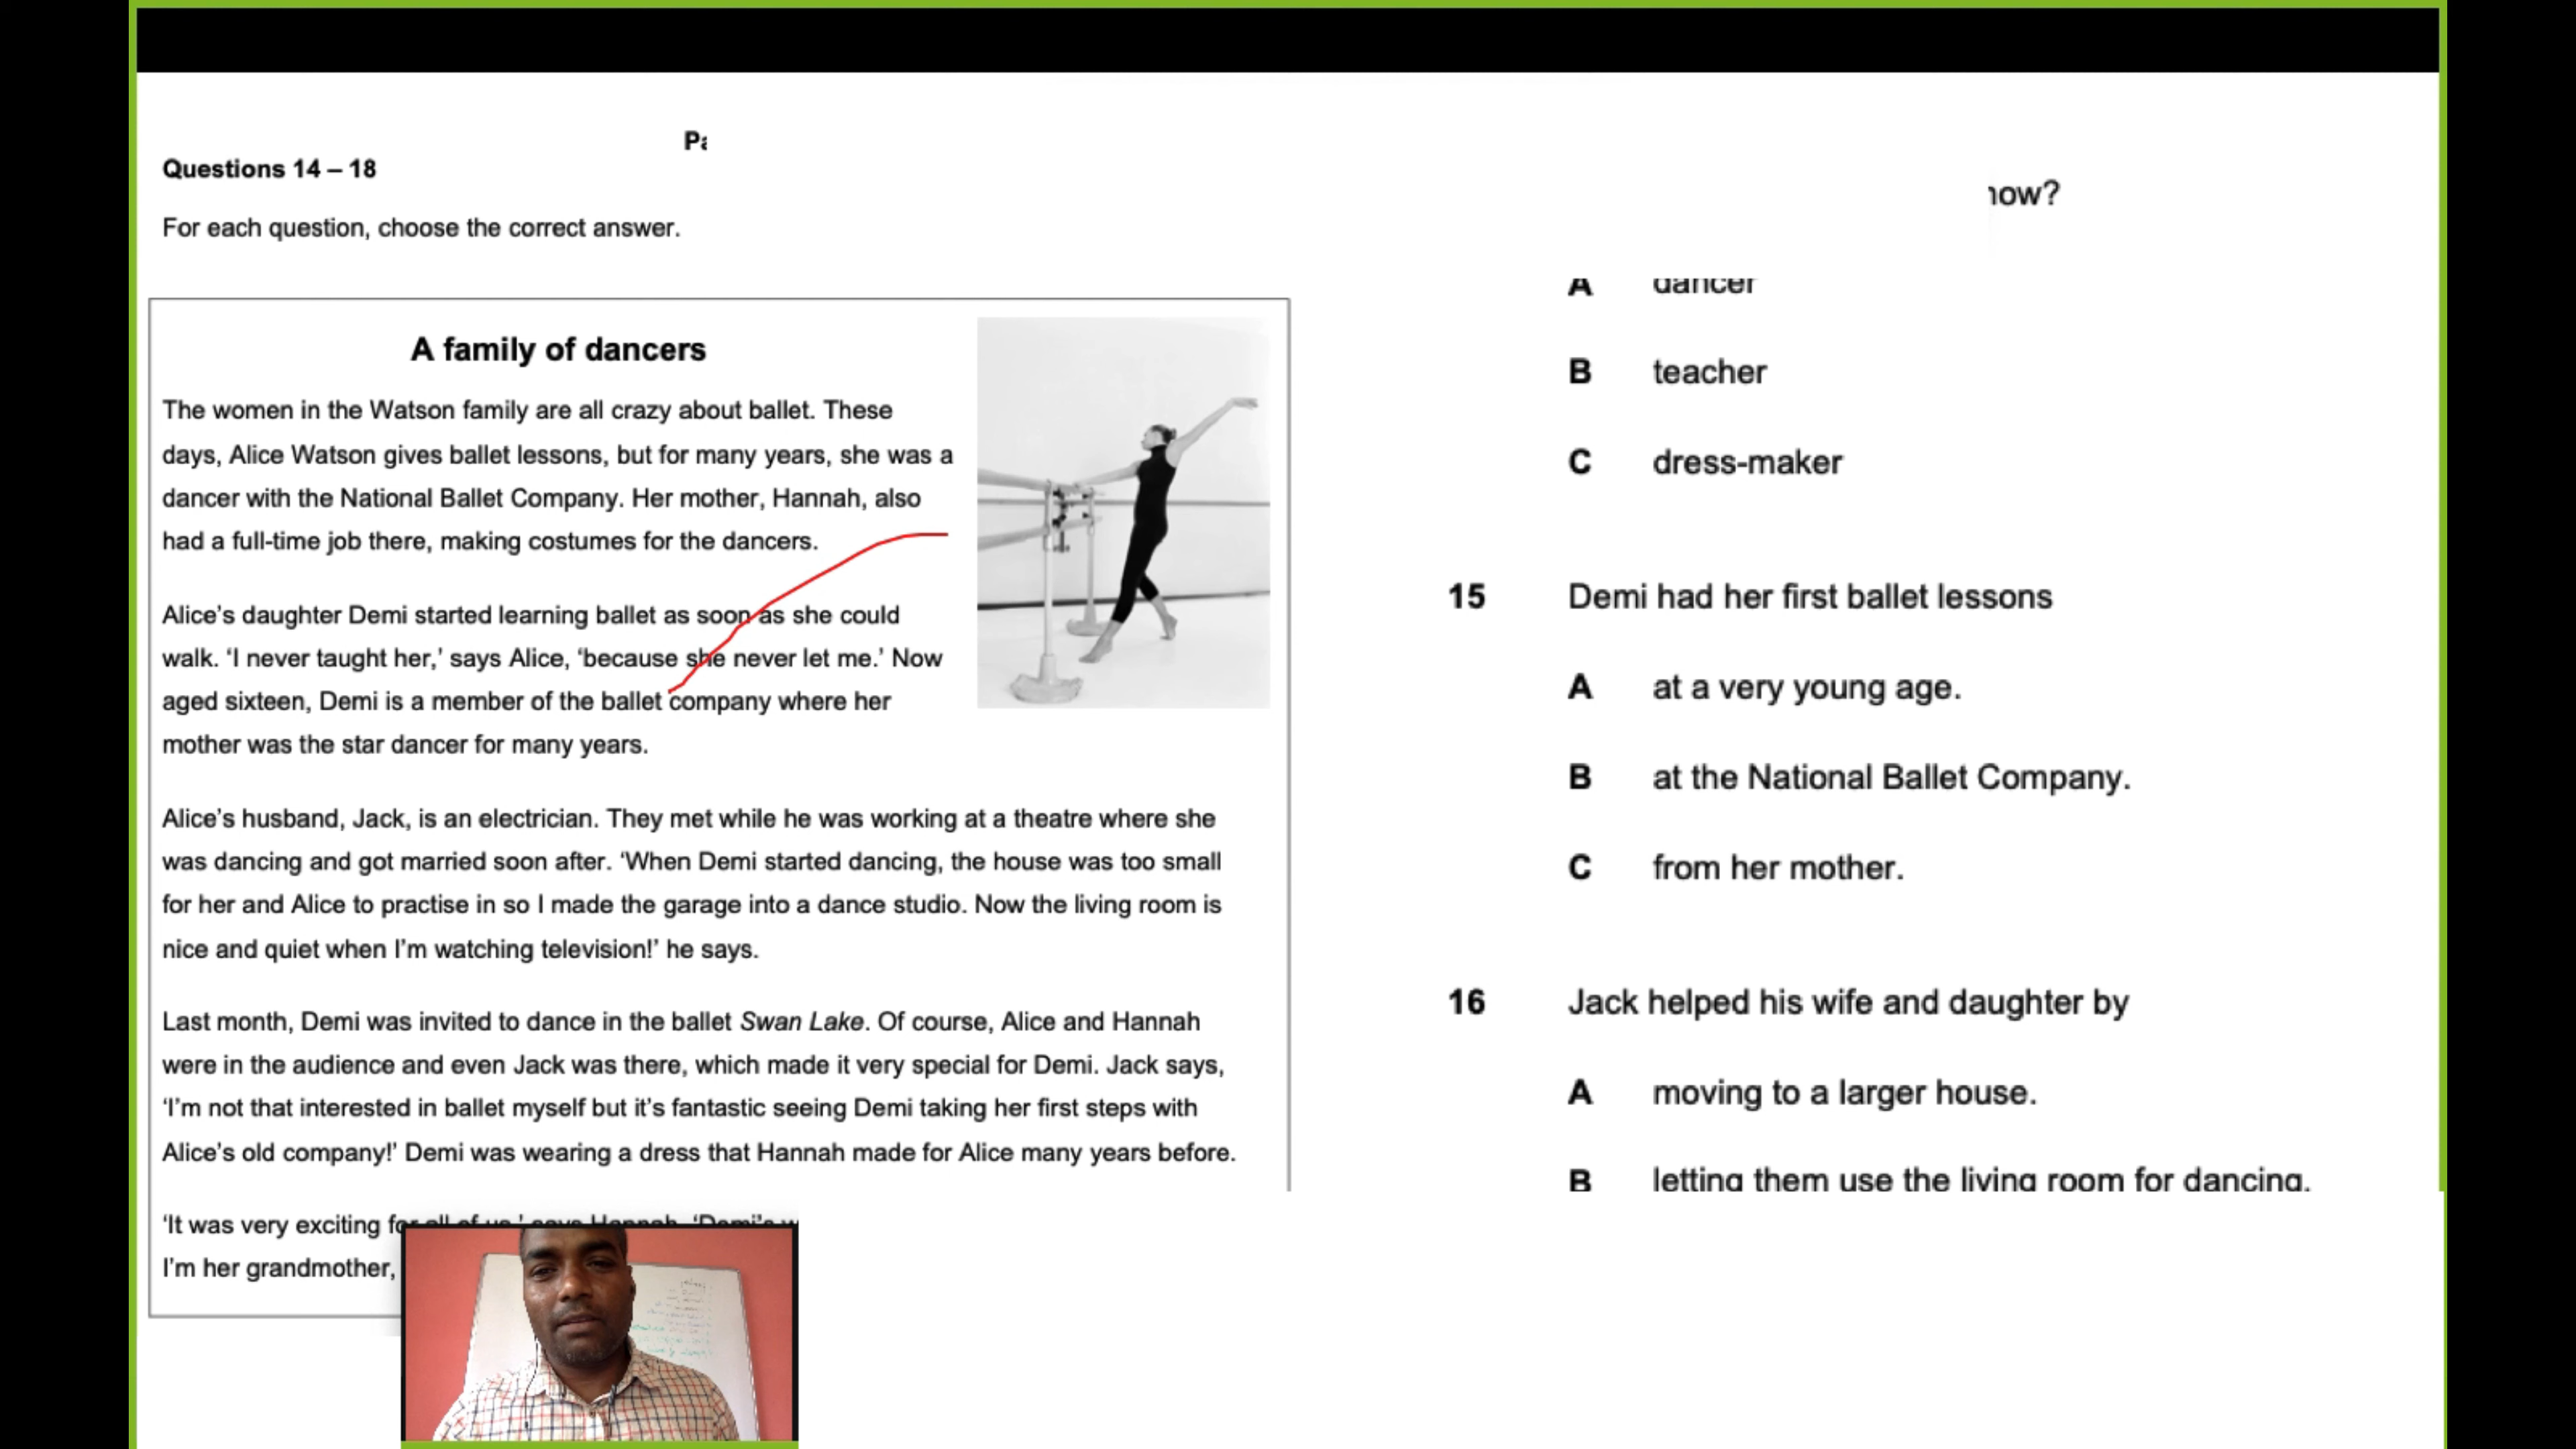 Questions 14 – 18
For each question, choose the correct answer.
A family of dancers
The women in the Watson family are all crazy about ballet. These
days, Alice Watson gives ballet lessons, but for many years, she was a
dancer with the National Ballet Company. Her mother, Hannah, also
had a full-time job there, making costumes for the dancers.
Alice's daughter Demi started learning ballet as soon as she could
walk. ‘I never taught her,’ says Alice, ‘because she never let me.’ Now
aged sixteen, Demi is a member of the ballet company where her
mother was the star dancer for many years.
Alice's husband, Jack, is an electrician. They met while he was working at a theatre where she
was dancing and got married soon after. ‘When Demi started dancing, the house was too small
for her and Alice to practise in so I made the garage into a dance studio. Now the living room is
nice and quiet when I'm watching television!’ he says.
Last month, Demi was invited to dance in the ballet Swan Lake. Of course, Alice and Hannah
were in the audience and even Jack was there, which made it very special for Demi. Jack says,
‘I'm not that interested in ballet myself but it's fantastic seeing Demi taking her first steps with
Alice's old company!’ Demi was wearing a dress that Hannah made for Alice many years before.
‘It was very exciting for all of us,’ says Hannah. ‘Demi's
I'm her grandmother,
now?
A dancer
B teacher
C dress-maker
15 Demi had her first ballet lessons
A at a very young age.
B at the National Ballet Company.
C from her mother.
16 Jack helped his wife and daughter by
A moving to a larger house.
B letting them use the living room for dancing.